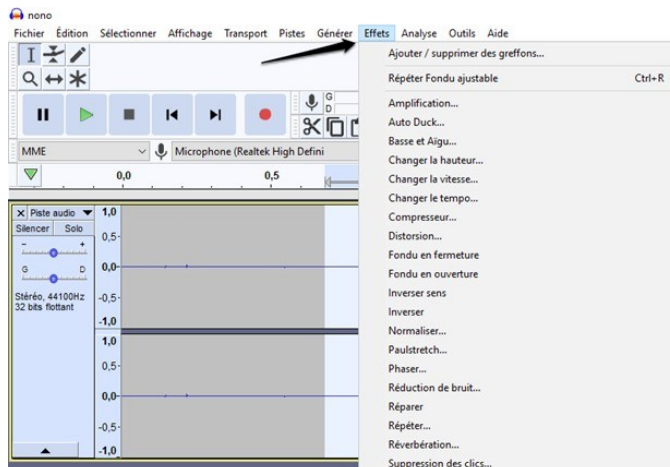 nono
Fichier Édition Sélectionner Affichage Transport Pistes Générer Effets Analyse Outils Aide
Ajouter / supprimer des greffons...
Répéter Fondu ajustable Ctrl+R
Amplification...
Auto Duck...
Basse et Aïgu...
Changer la hauteur...
Changer la vitesse...
Changer le tempo...
Compresseur...
Distorsion...
Fondu en fermeture
Fondu en ouverture
Inverser sens
Inverser
Normaliser...
Paulstretch...
Phaser...
Réduction de bruit...
Réparer
Répéter...
Réverbération...
Suppression des clics...
G
D
MME Microphone (Realtek High Defini
0,0 0,5
Piste audio
Silencer Solo
- +
G D
Stéréo, 44100Hz
32 bits flottant
1,0
0,5
0,0
-0,5
-1,0
1,0
0,5
0,0
-0,5
-1,0